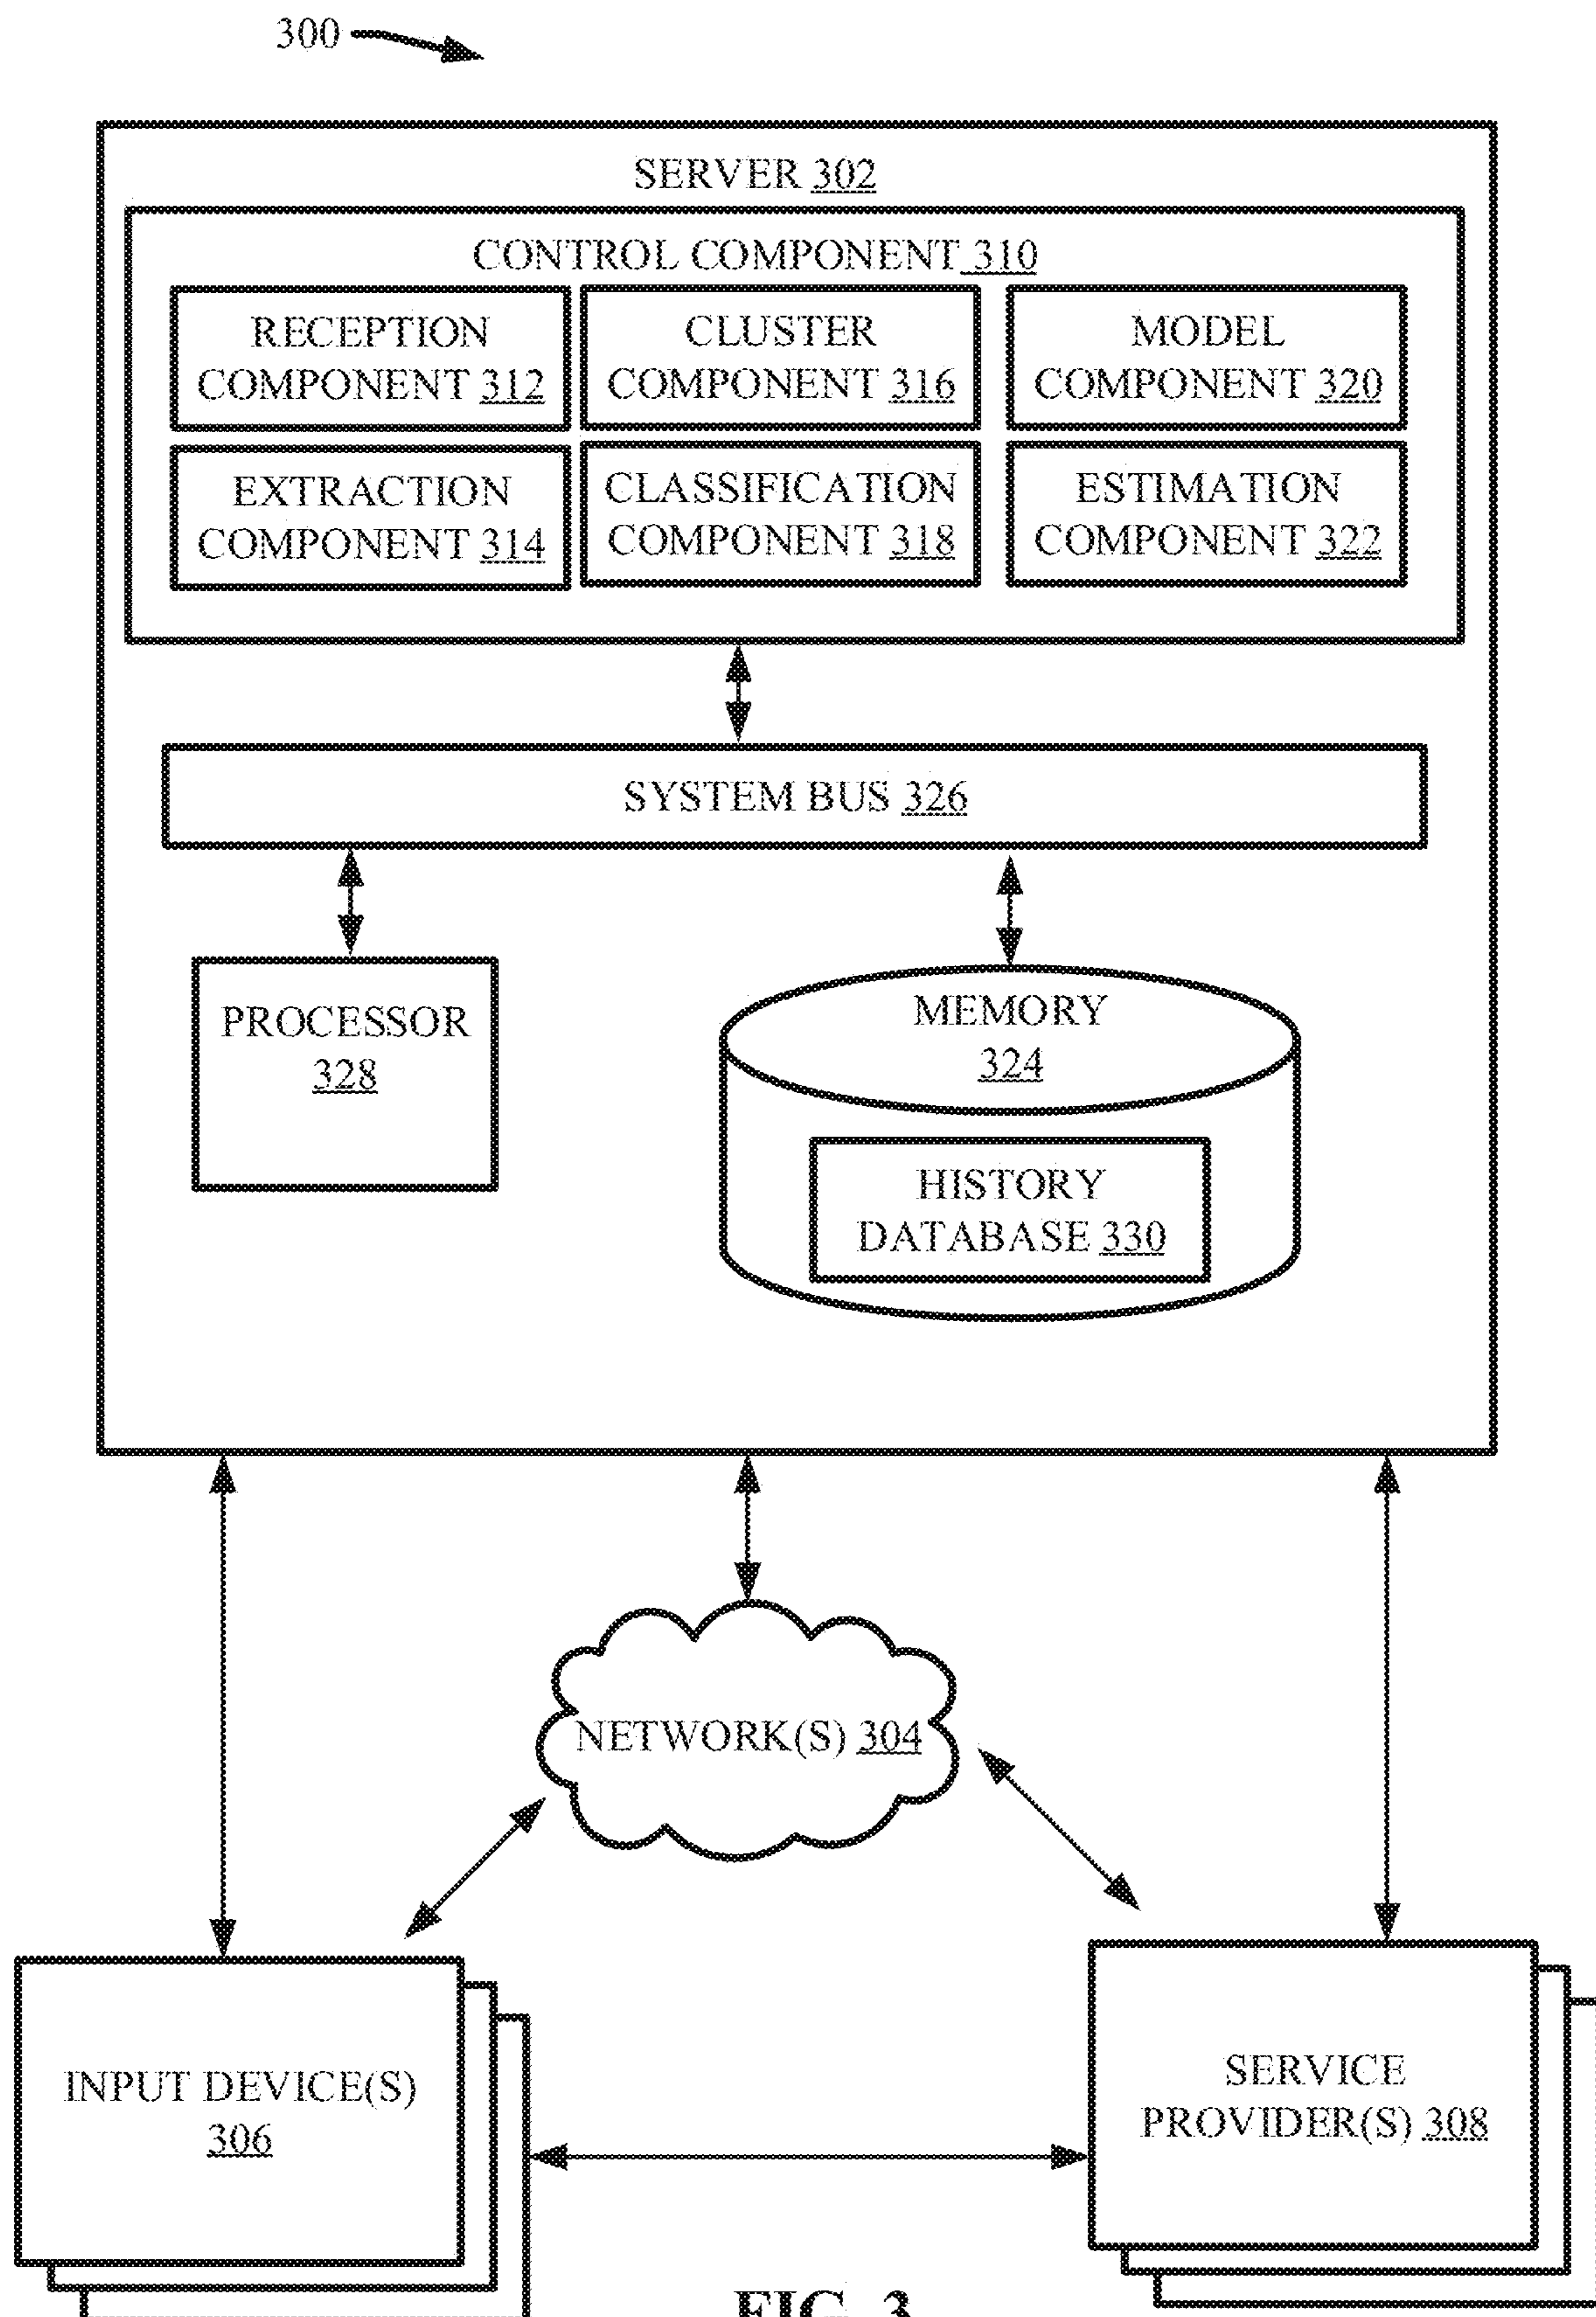 300
SERVER 302
CONTROL COMPONENT 310
RECEPTION
COMPONENT 312
CLUSTER
COMPONENT 316
MODEL
COMPONENT 320
EXTRACTION
COMPONENT 314
CLASSIFICATION
COMPONENT 318
ESTIMATION
COMPONENT 322
SYSTEM BUS 326
PROCESSOR
328
MEMORY
324
HISTORY
DATABASE 330
NETWORK(S) 304
INPUT DEVICE(S)
306
SERVICE
PROVIDER(S) 308
FIG. 3